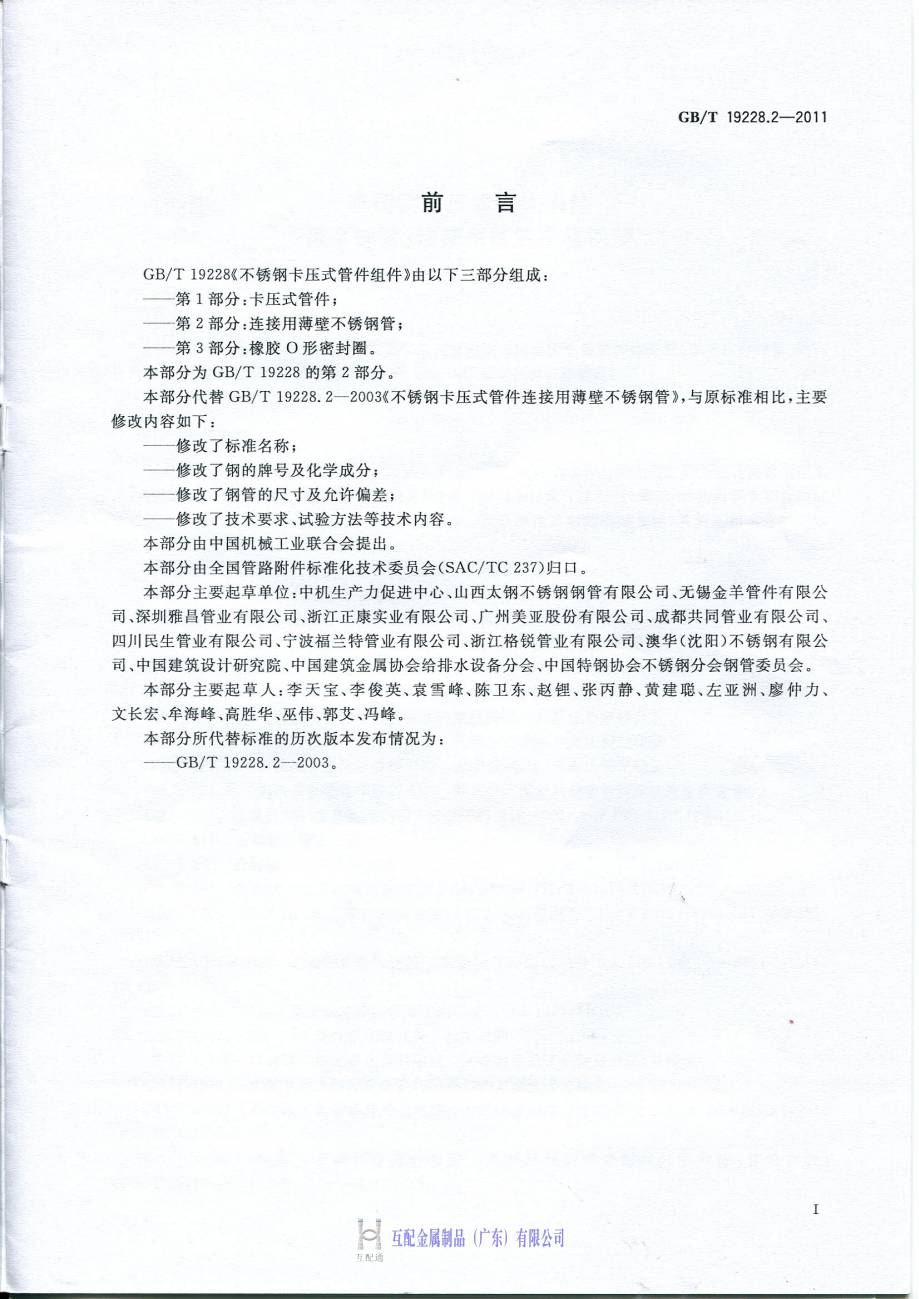 GB/T 19228.2—2011
前 言
GB/T 19228《不锈钢卡压式管件组件》由以下三部分组成：
——第 1 部分：卡压式管件；
——第 2 部分：连接用薄壁不锈钢管；
——第 3 部分：橡胶 O 形密封圈。
本部分为 GB/T 19228 的第 2 部分。
本部分代替 GB/T 19228.2—2003《不锈钢卡压式管件连接用薄壁不锈钢管》，与原标准相比，主要
修改内容如下：
——修改了标准名称；
——修改了钢的牌号及化学成分；
——修改了钢管的尺寸及允许偏差；
——修改了技术要求、试验方法等技术内容。
本部分由中国机械工业联合会提出。
本部分由全国管路附件标准化技术委员会(SAC/TC 237)归口。
本部分主要起草单位：中机生产力促进中心、山西太钢不锈钢钢管有限公司、无锡金羊管件有限公
司、深圳雅昌管业有限公司、浙江正康实业有限公司、广州美亚股份有限公司、成都共同管业有限公司、
四川民生管业有限公司、宁波福兰特管业有限公司、浙江格锐管业有限公司、澳华(沈阳)不锈钢有限公
司、中国建筑设计研究院、中国建筑金属协会给排水设备分会、中国特钢协会不锈钢分会钢管委员会。
本部分主要起草人：李天宝、李俊英、袁雪峰、陈卫东、赵锂、张丙静、黄建聪、左亚洲、廖仲力、
文长宏、牟海峰、高胜华、巫伟、郭艾、冯峰。
本部分所代替标准的历次版本发布情况为：
——GB/T 19228.2—2003。
I
互配通
互配金属制品（广东）有限公司